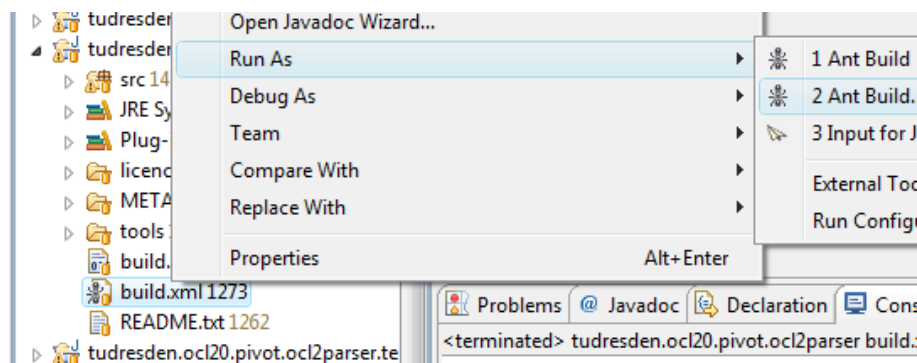 tudresden
Open Javadoc Wizard...
tudresden
Run As
1 Ant Build
src 14
Debug As
2 Ant Build.
JRE Sy
Team
3 Input for J
Plug-
Compare With
licenc
External Too
META
Replace With
Run Configu
tools
build.
Properties Alt+Enter
build.xml 1273
README.txt 1262
Problems @ Javadoc Declaration Cons
tudresden.ocl20.pivot.ocl2parser.te
<terminated> tudresden.ocl20.pivot.ocl2parser build.